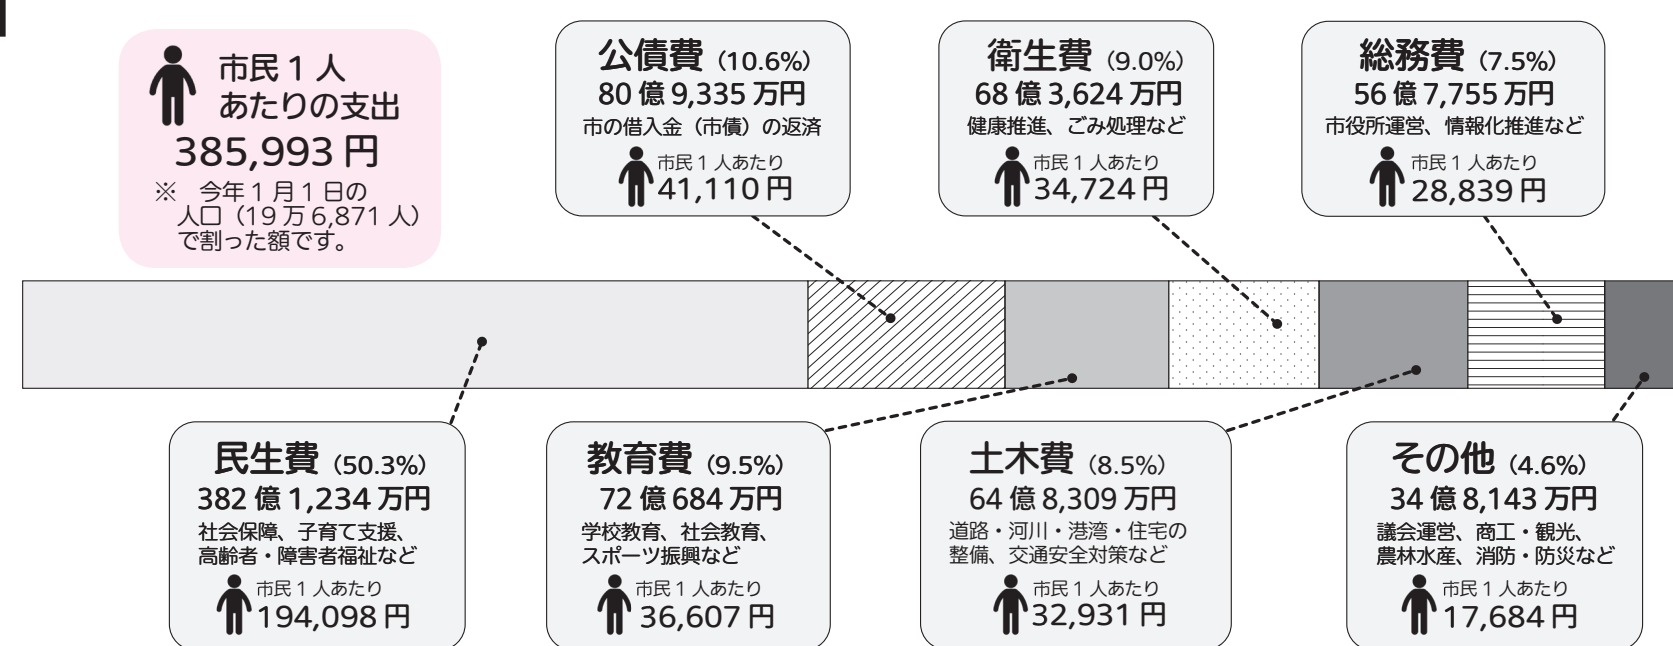 市民1人
あたりの支出
385,993円
※　今年1月1日の
人口（19万6,871人）
で割った額です。
公債費（10.6%）
80億9,335万円
市の借入金（市債）の返済
市民1人あたり
41,110円
衛生費（9.0%）
68億3,624万円
健康推進、ごみ処理など
市民1人あたり
34,724円
総務費（7.5%）
56億7,755万円
市役所運営、情報化推進など
市民1人あたり
28,839円
民生費（50.3%）
382億1,234万円
社会保障、子育て支援、
高齢者・障害者福祉など
市民1人あたり
194,098円
教育費（9.5%）
72億684万円
学校教育、社会教育、
スポーツ振興など
市民1人あたり
36,607円
土木費（8.5%）
64億8,309万円
道路・河川・港湾・住宅の
整備、交通安全対策など
市民1人あたり
32,931円
その他（4.6%）
34億8,143万円
議会運営、商工・観光、
農林水産、消防・防災など
市民1人あたり
17,684円